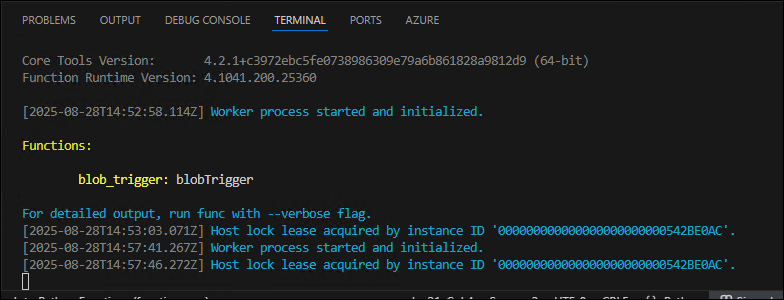 PROBLEMS OUTPUT DEBUG CONSOLE TERMINAL PORTS AZURE
Core Tools Version: 4.2.1+c3972ebc5fe0738986309e79a6b861828a9812d9 (64-bit)
Function Runtime Version: 4.1041.200.25360
[2025-08-28T14:52:58.114Z] Worker process started and initialized.
Functions:
blob_trigger: blobTrigger
For detailed output, run func with --verbose flag.
[2025-08-28T14:53:03.071Z] Host lock lease acquired by instance ID '000000000000000000000000542BE0AC'.
[2025-08-28T14:57:41.267Z] Worker process started and initialized.
[2025-08-28T14:57:46.272Z] Host lock lease acquired by instance ID '000000000000000000000000542BE0AC'.